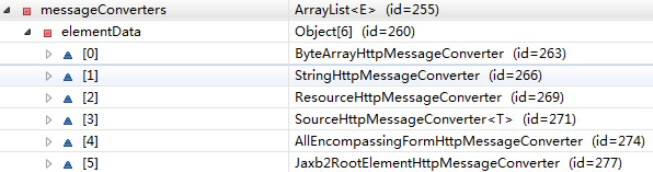 messageConverters ArrayList<E> (id=255)
elementData Object[6] (id=260)
[0] ByteArrayHttpMessageConverter (id=263)
[1] StringHttpMessageConverter (id=266)
[2] ResourceHttpMessageConverter (id=269)
[3] SourceHttpMessageConverter<T> (id=271)
[4] AllEncompassingFormHttpMessageConverter (id=274)
[5] Jaxb2RootElementHttpMessageConverter (id=277)